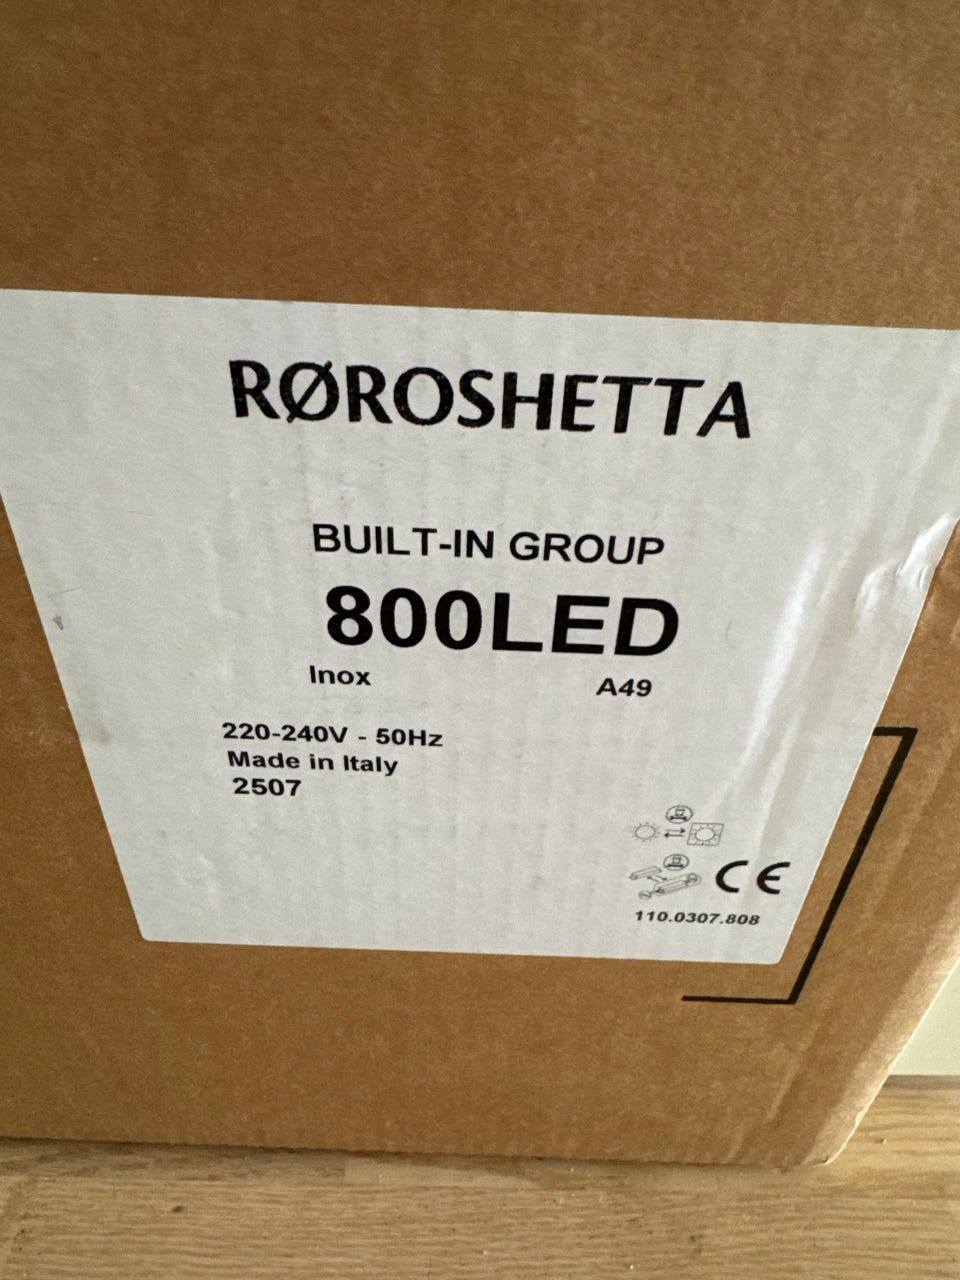 RØROSHETTA
BUILT-IN GROUP
800LED
Inox A49
220-240V - 50Hz
Made in Italy
2507
CE
110.0307.808